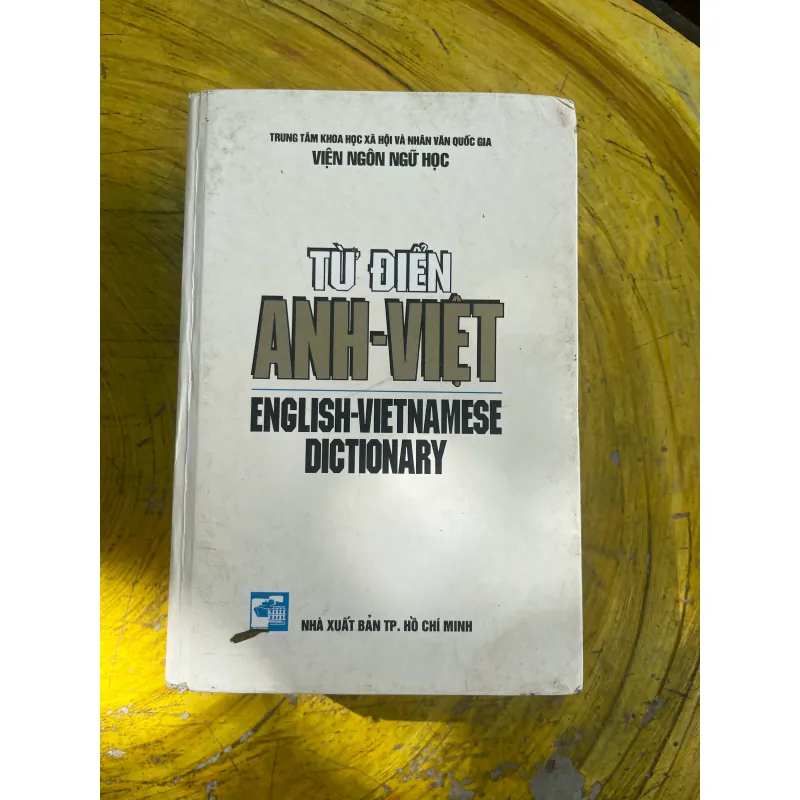 TRUNG TÂM KHOA HỌC XÃ HỘI VÀ NHÂN VĂN QUỐC GIA
VIỆN NGÔN NGỮ HỌC
TỪ ĐIỂN
ANH-VIỆT
ENGLISH-VIETNAMESE
DICTIONARY
NHÀ XUẤT BẢN TP. HỒ CHÍ MINH